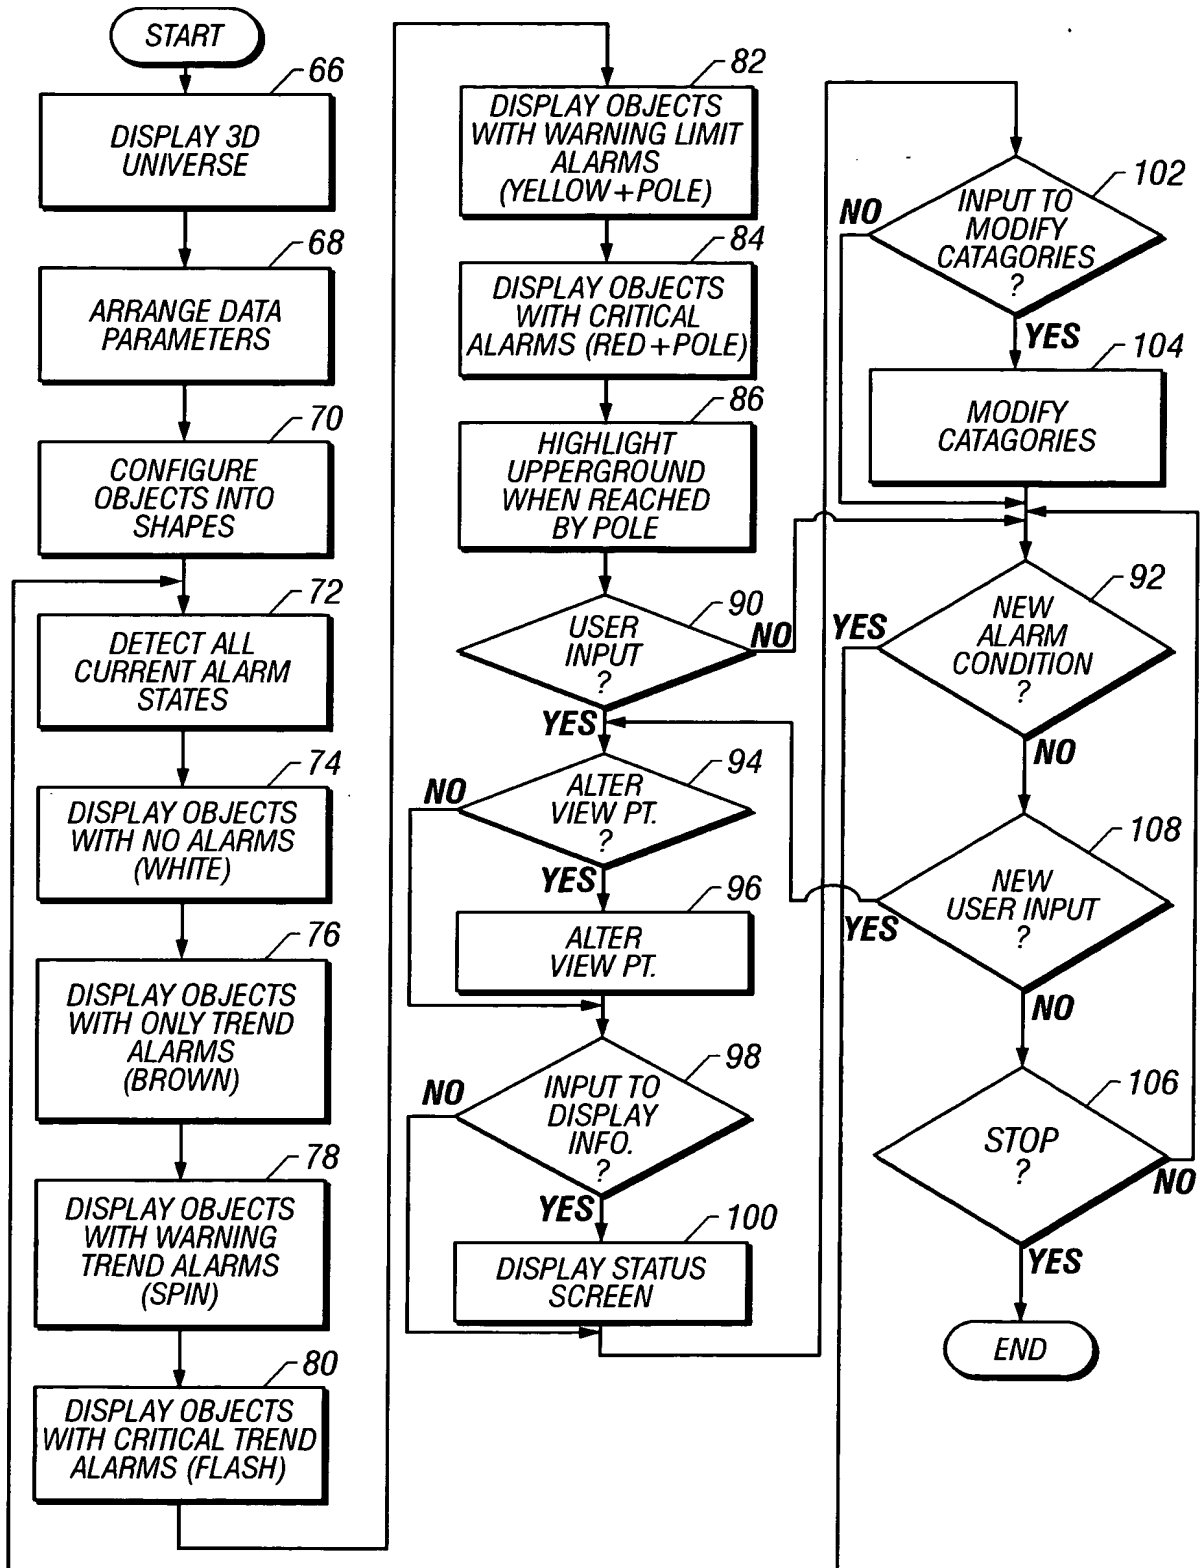 START
66
DISPLAY 3D
UNIVERSE
68
ARRANGE DATA
PARAMETERS
70
CONFIGURE
OBJECTS INTO
SHAPES
72
DETECT ALL
CURRENT ALARM
STATES
74
DISPLAY OBJECTS
WITH NO ALARMS
(WHITE)
76
DISPLAY OBJECTS
WITH ONLY TREND
ALARMS
(BROWN)
78
DISPLAY OBJECTS
WITH WARNING
TREND ALARMS
(SPIN)
80
DISPLAY OBJECTS
WITH CRITICAL TREND
ALARMS (FLASH)
82
DISPLAY OBJECTS
WITH WARNING LIMIT
ALARMS
(YELLOW+POLE)
84
DISPLAY OBJECTS
WITH CRITICAL
ALARMS (RED+POLE)
86
HIGHLIGHT
UPPERGROUND
WHEN REACHED
BY POLE
90
USER
INPUT
?
NO
YES
94
ALTER
VIEW PT.
?
NO
YES
96
ALTER
VIEW PT.
98
INPUT TO
DISPLAY
INFO.
?
NO
YES
100
DISPLAY STATUS
SCREEN
102
INPUT TO
MODIFY
CATAGORIES
?
NO
YES
104
MODIFY
CATAGORIES
92
NEW
ALARM
CONDITION
?
YES
NO
108
NEW
USER INPUT
?
YES
NO
106
STOP
?
NO
YES
END